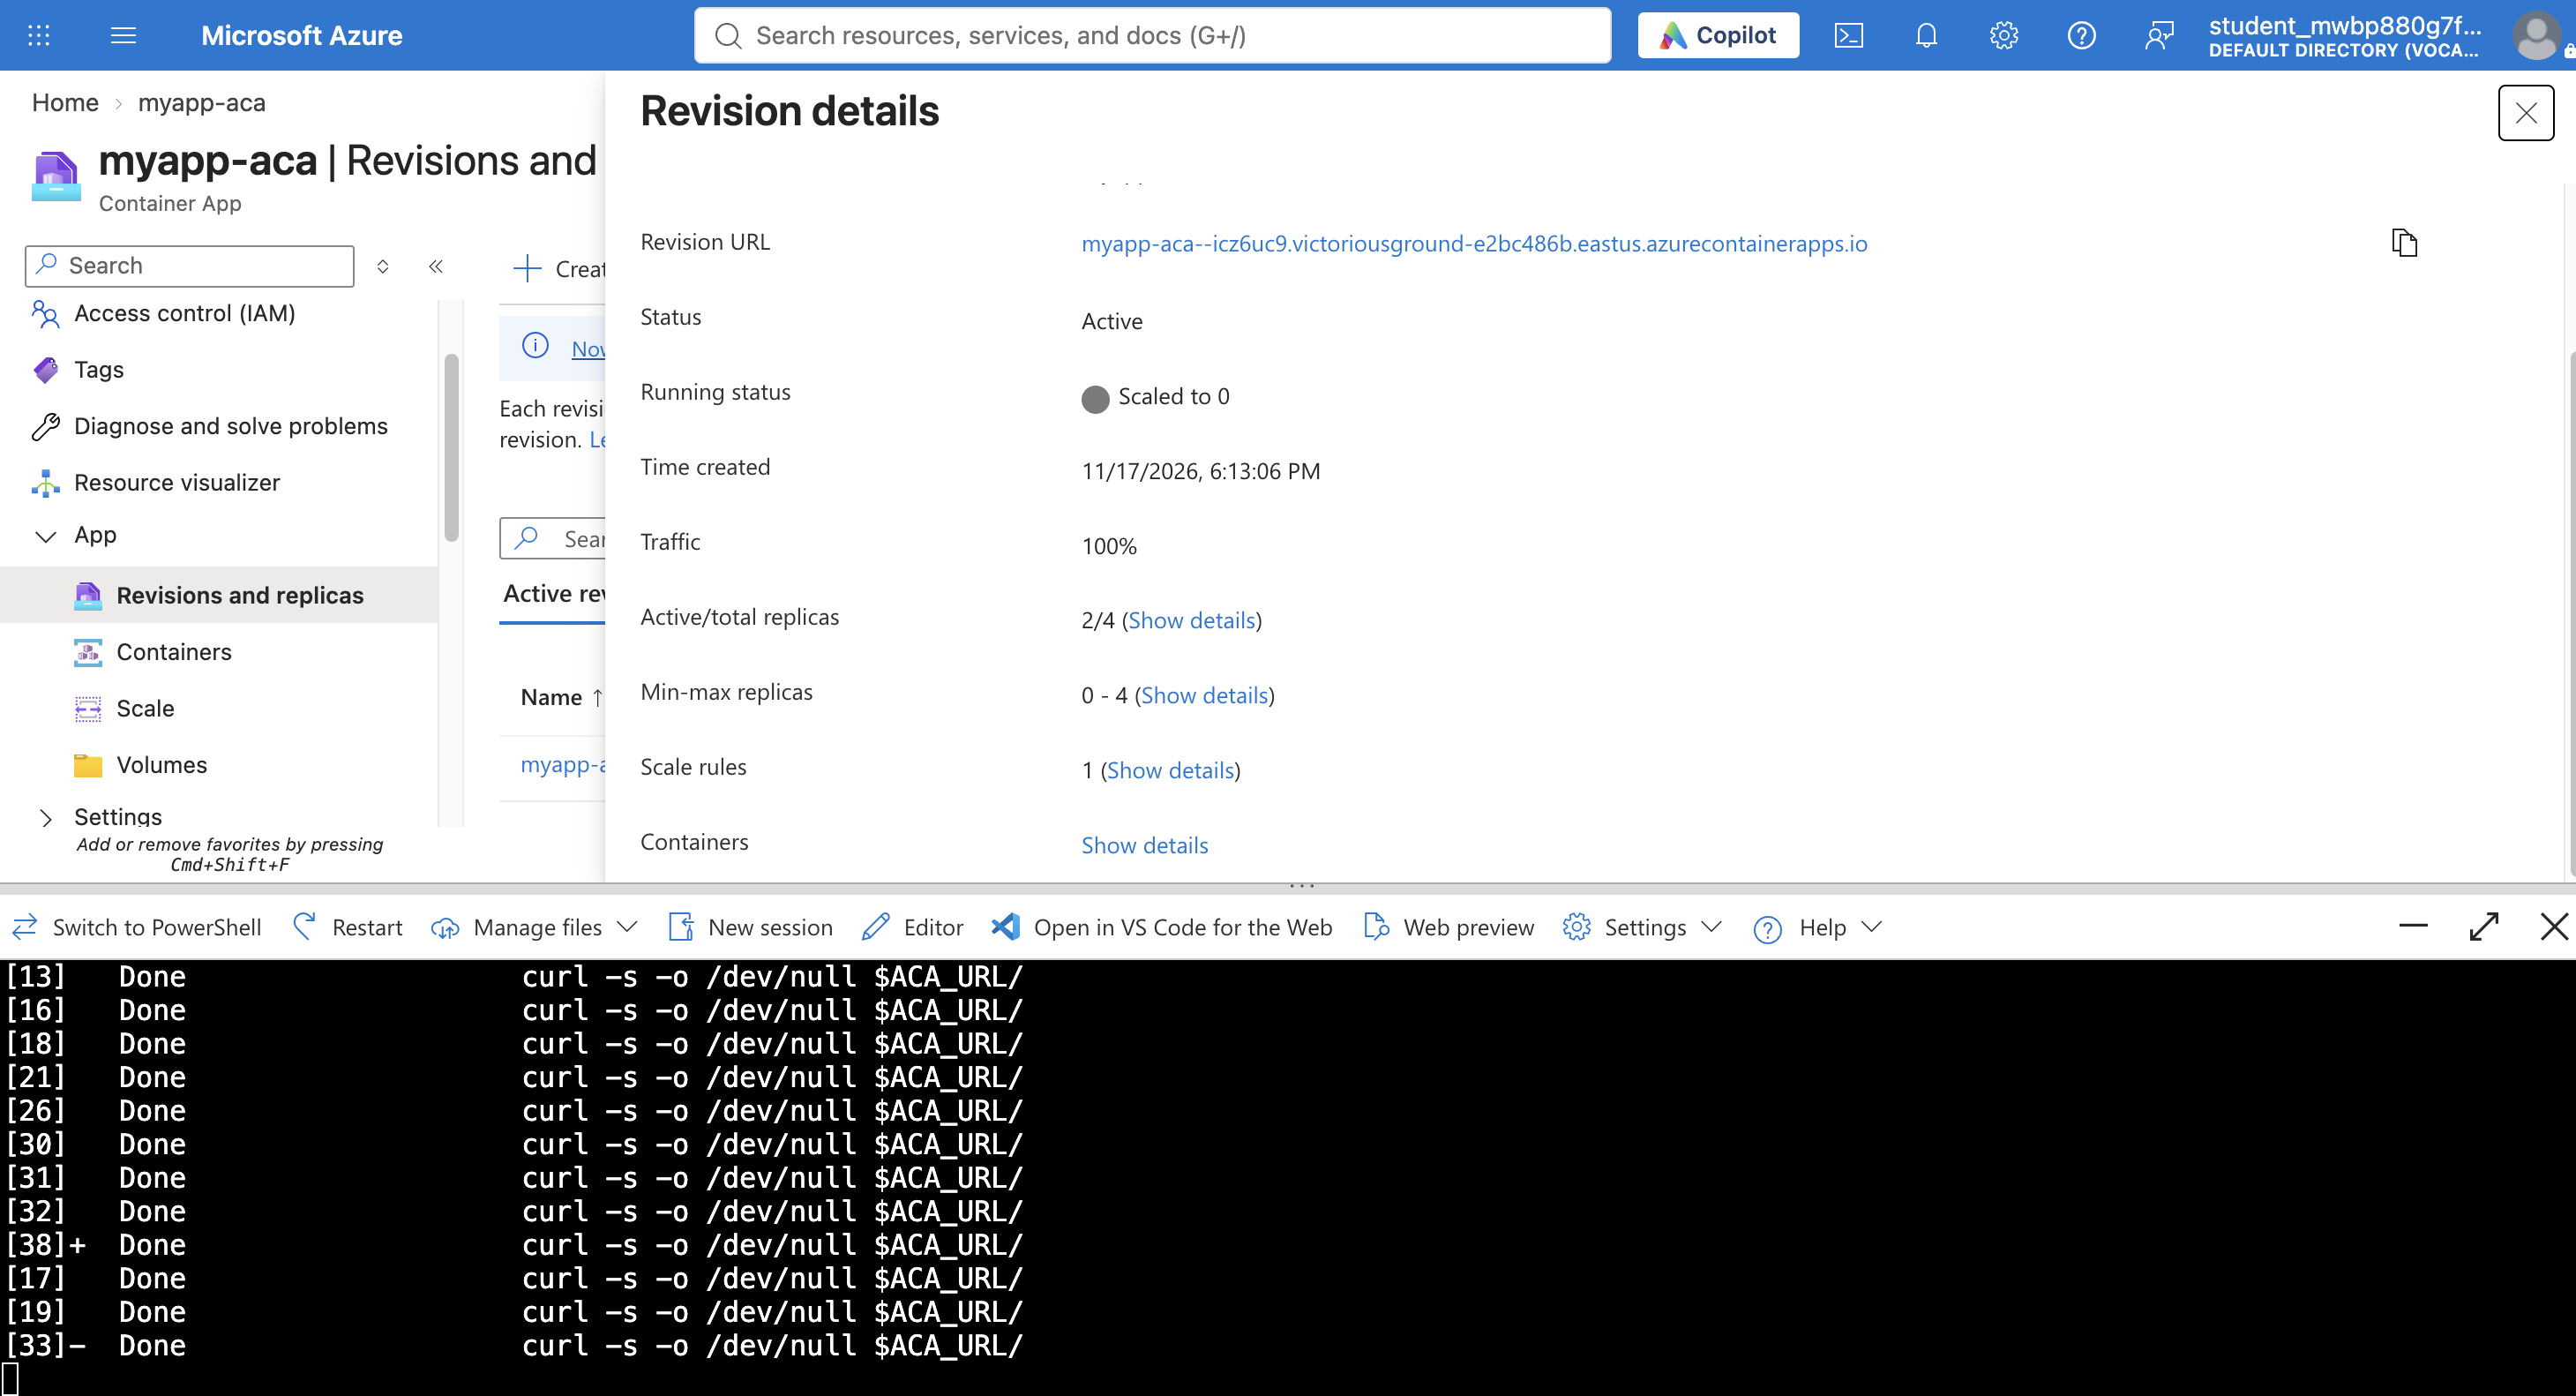 Microsoft Azure
Search resources, services, and docs (G+/)
Copilot
student_mwbp880g7f...
DEFAULT DIRECTORY (VOCA...
Home > myapp-aca
myapp-aca | Revisions and
Container App
Search
Access control (IAM)
Tags
Diagnose and solve problems
Resource visualizer
App
Revisions and replicas
Containers
Scale
Volumes
Settings
Add or remove favorites by pressing
Cmd+Shift+F
Creat
Now
Each revisi
revision. Le
Sear
Active rev
Name ↑
myapp-a
Revision details
Revision URL
myapp-aca--icz6uc9.victoriousground-e2bc486b.eastus.azurecontainerapps.io
Status
Active
Running status
Scaled to 0
Time created
11/17/2026, 6:13:06 PM
Traffic
100%
Active/total replicas
2/4 (Show details)
Min-max replicas
0 - 4 (Show details)
Scale rules
1 (Show details)
Containers
Show details
Switch to PowerShell
Restart
Manage files
New session
Editor
Open in VS Code for the Web
Web preview
Settings
Help
[13]   Done                    curl -s -o /dev/null $ACA_URL/
[16]   Done                    curl -s -o /dev/null $ACA_URL/
[18]   Done                    curl -s -o /dev/null $ACA_URL/
[21]   Done                    curl -s -o /dev/null $ACA_URL/
[26]   Done                    curl -s -o /dev/null $ACA_URL/
[30]   Done                    curl -s -o /dev/null $ACA_URL/
[31]   Done                    curl -s -o /dev/null $ACA_URL/
[32]   Done                    curl -s -o /dev/null $ACA_URL/
[38]+  Done                    curl -s -o /dev/null $ACA_URL/
[17]   Done                    curl -s -o /dev/null $ACA_URL/
[19]   Done                    curl -s -o /dev/null $ACA_URL/
[33]-  Done                    curl -s -o /dev/null $ACA_URL/